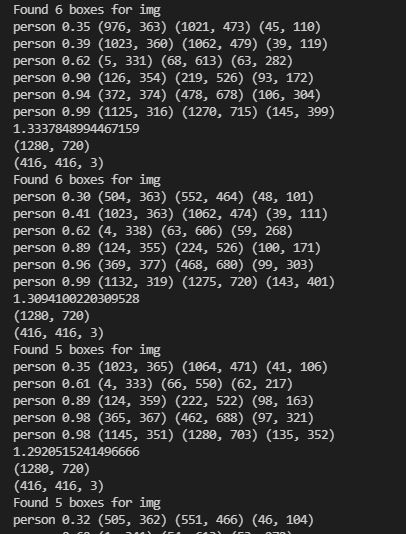 Found 6 boxes for img
person 0.35 (976, 363) (1021, 473) (45, 110)
person 0.39 (1023, 360) (1062, 479) (39, 119)
person 0.62 (5, 331) (68, 613) (63, 282)
person 0.90 (126, 354) (219, 526) (93, 172)
person 0.94 (372, 374) (478, 678) (106, 304)
person 0.99 (1125, 316) (1270, 715) (145, 399)
1.3337848994467159
(1280, 720)
(416, 416, 3)
Found 6 boxes for img
person 0.30 (504, 363) (552, 464) (48, 101)
person 0.41 (1023, 363) (1062, 474) (39, 111)
person 0.62 (4, 338) (63, 606) (59, 268)
person 0.89 (124, 355) (224, 526) (100, 171)
person 0.96 (369, 377) (468, 680) (99, 303)
person 0.99 (1132, 319) (1275, 720) (143, 401)
1.3094100220309528
(1280, 720)
(416, 416, 3)
Found 5 boxes for img
person 0.35 (1023, 365) (1064, 471) (41, 106)
person 0.61 (4, 333) (66, 550) (62, 217)
person 0.89 (124, 359) (222, 522) (98, 163)
person 0.98 (365, 367) (462, 688) (97, 321)
person 0.98 (1145, 351) (1280, 703) (135, 352)
1.2920515241496666
(1280, 720)
(416, 416, 3)
Found 5 boxes for img
person 0.32 (505, 362) (551, 466) (46, 104)